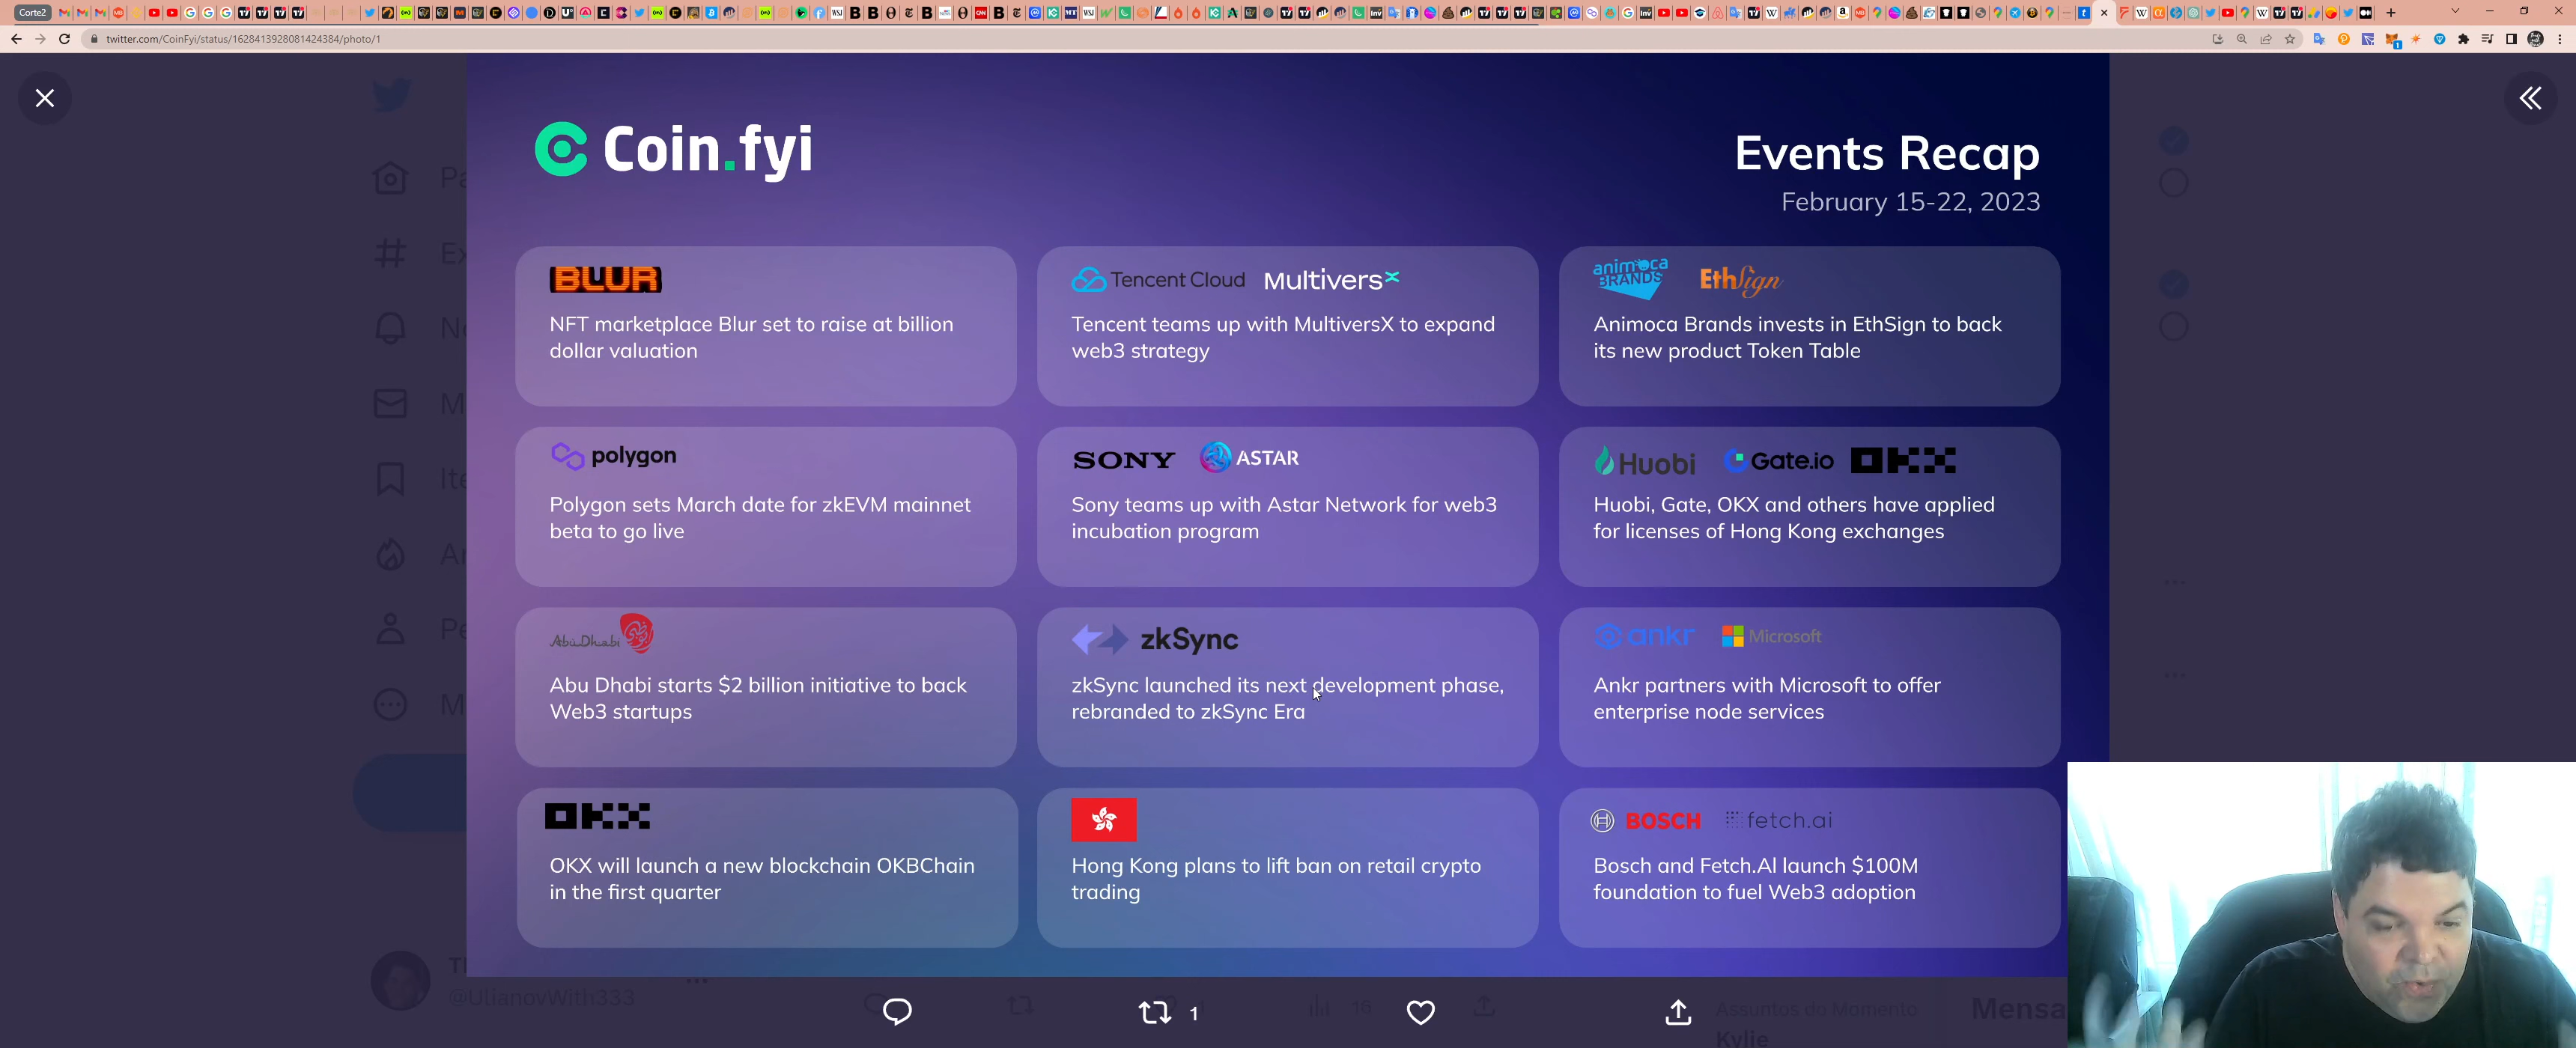 Corte2
twitter.com/CoinFyi/status/1628413928081424384/photo/1
Coin.fyi
Events Recap
February 15-22, 2023
BLUR
NFT marketplace Blur set to raise at billion
dollar valuation
Tencent Cloud MultiversX
Tencent teams up with MultiversX to expand
web3 strategy
animoca
BRANDS
EthSign
Animoca Brands invests in EthSign to back
its new product Token Table
polygon
Polygon sets March date for zkEVM mainnet
beta to go live
SONY ASTAR
Sony teams up with Astar Network for web3
incubation program
Huobi Gate.io OKX
Huobi, Gate, OKX and others have applied
for licenses of Hong Kong exchanges
Abu Dhabi
Abu Dhabi starts $2 billion initiative to back
Web3 startups
zkSync
zkSync launched its next development phase,
rebranded to zkSync Era
ankr Microsoft
Ankr partners with Microsoft to offer
enterprise node services
OKX
OKX will launch a new blockchain OKBChain
in the first quarter
Hong Kong plans to lift ban on retail crypto
trading
BOSCH fetch.ai
Bosch and Fetch.AI launch $100M
foundation to fuel Web3 adoption
@UlianovWith333
1
16
Assuntos do Momento
Kylie
Mensa